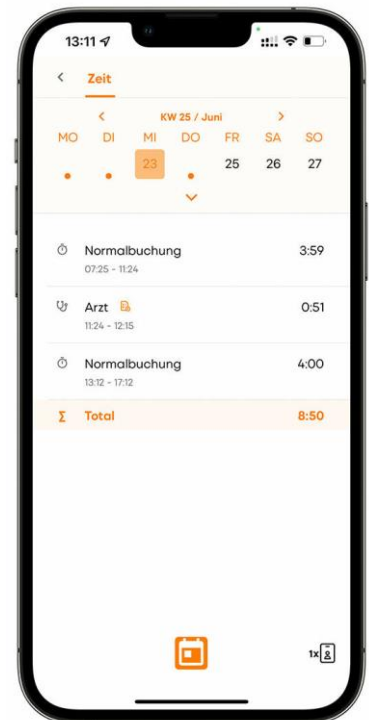 13:11
Zeit
KW 25 / Juni
MO DI MI DO FR SA SO
23 25 26 27
Normalbuchung 3:59
07:25 - 11:24
Arzt 0:51
11:24 - 12:15
Normalbuchung 4:00
13:12 - 17:12
Σ Total 8:50
1x